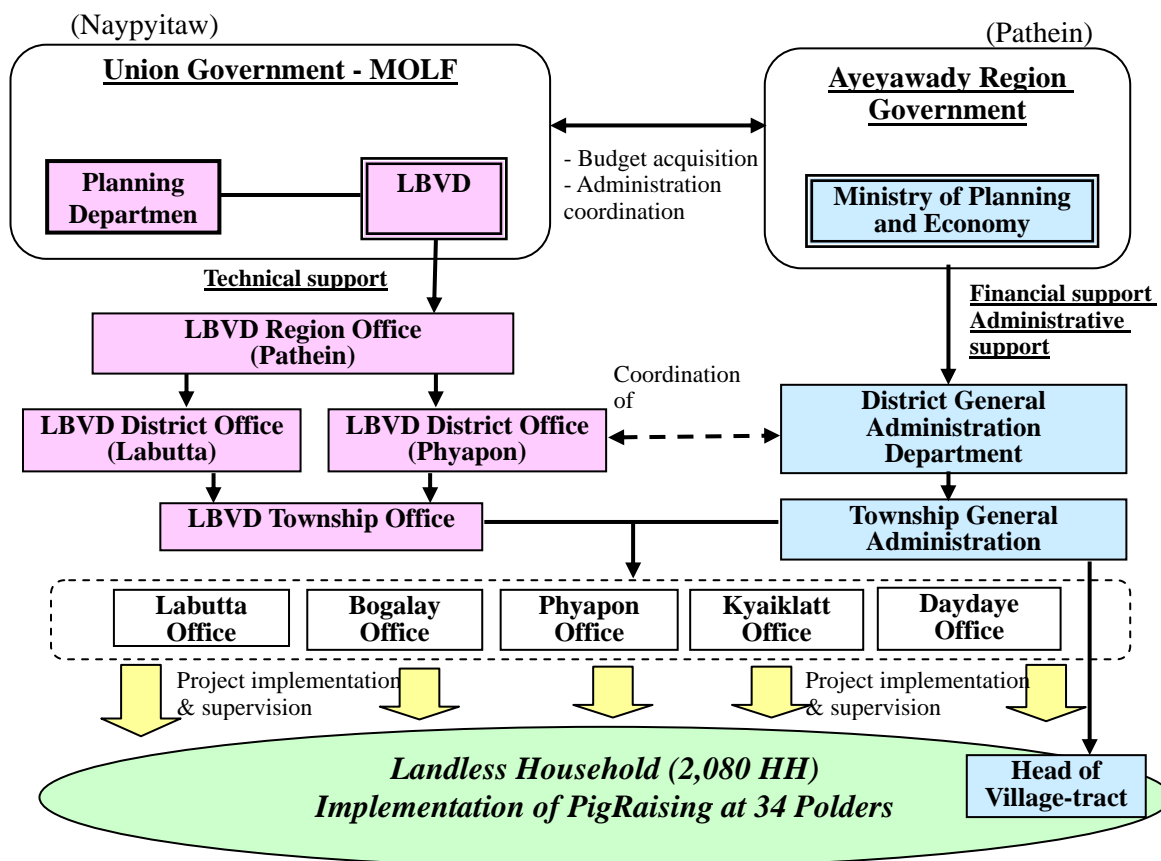 (Naypyitaw)
(Pathein)
Union Government - MOLF
Ayeyawady Region
Government
- Budget acquisition
- Administration
coordination
Planning
Departmen
LBVD
Ministry of Planning
and Economy
Technical support
Financial support
Administrative
support
LBVD Region Office
(Pathein)
Coordination
of
LBVD District Office
(Labutta)
LBVD District Office
(Phyapon)
District General
Administration
Department
LBVD Township Office
Township General
Administration
Labutta
Office
Bogalay
Office
Phyapon
Office
Kyaiklatt
Office
Daydaye
Office
Project implementation
& supervision
Project implementation
& supervision
Landless Household (2,080 HH)
Implementation of PigRaising at 34 Polders
Head of
Village-tract